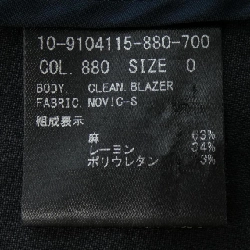 10-9104115-880-700
COL. 880 SIZE 0
BODY. CLEAN. BLAZER
FABRIC. NOVIC-S
組成表示
麻 63%
レーヨン 34%
ポリウレタン 3%